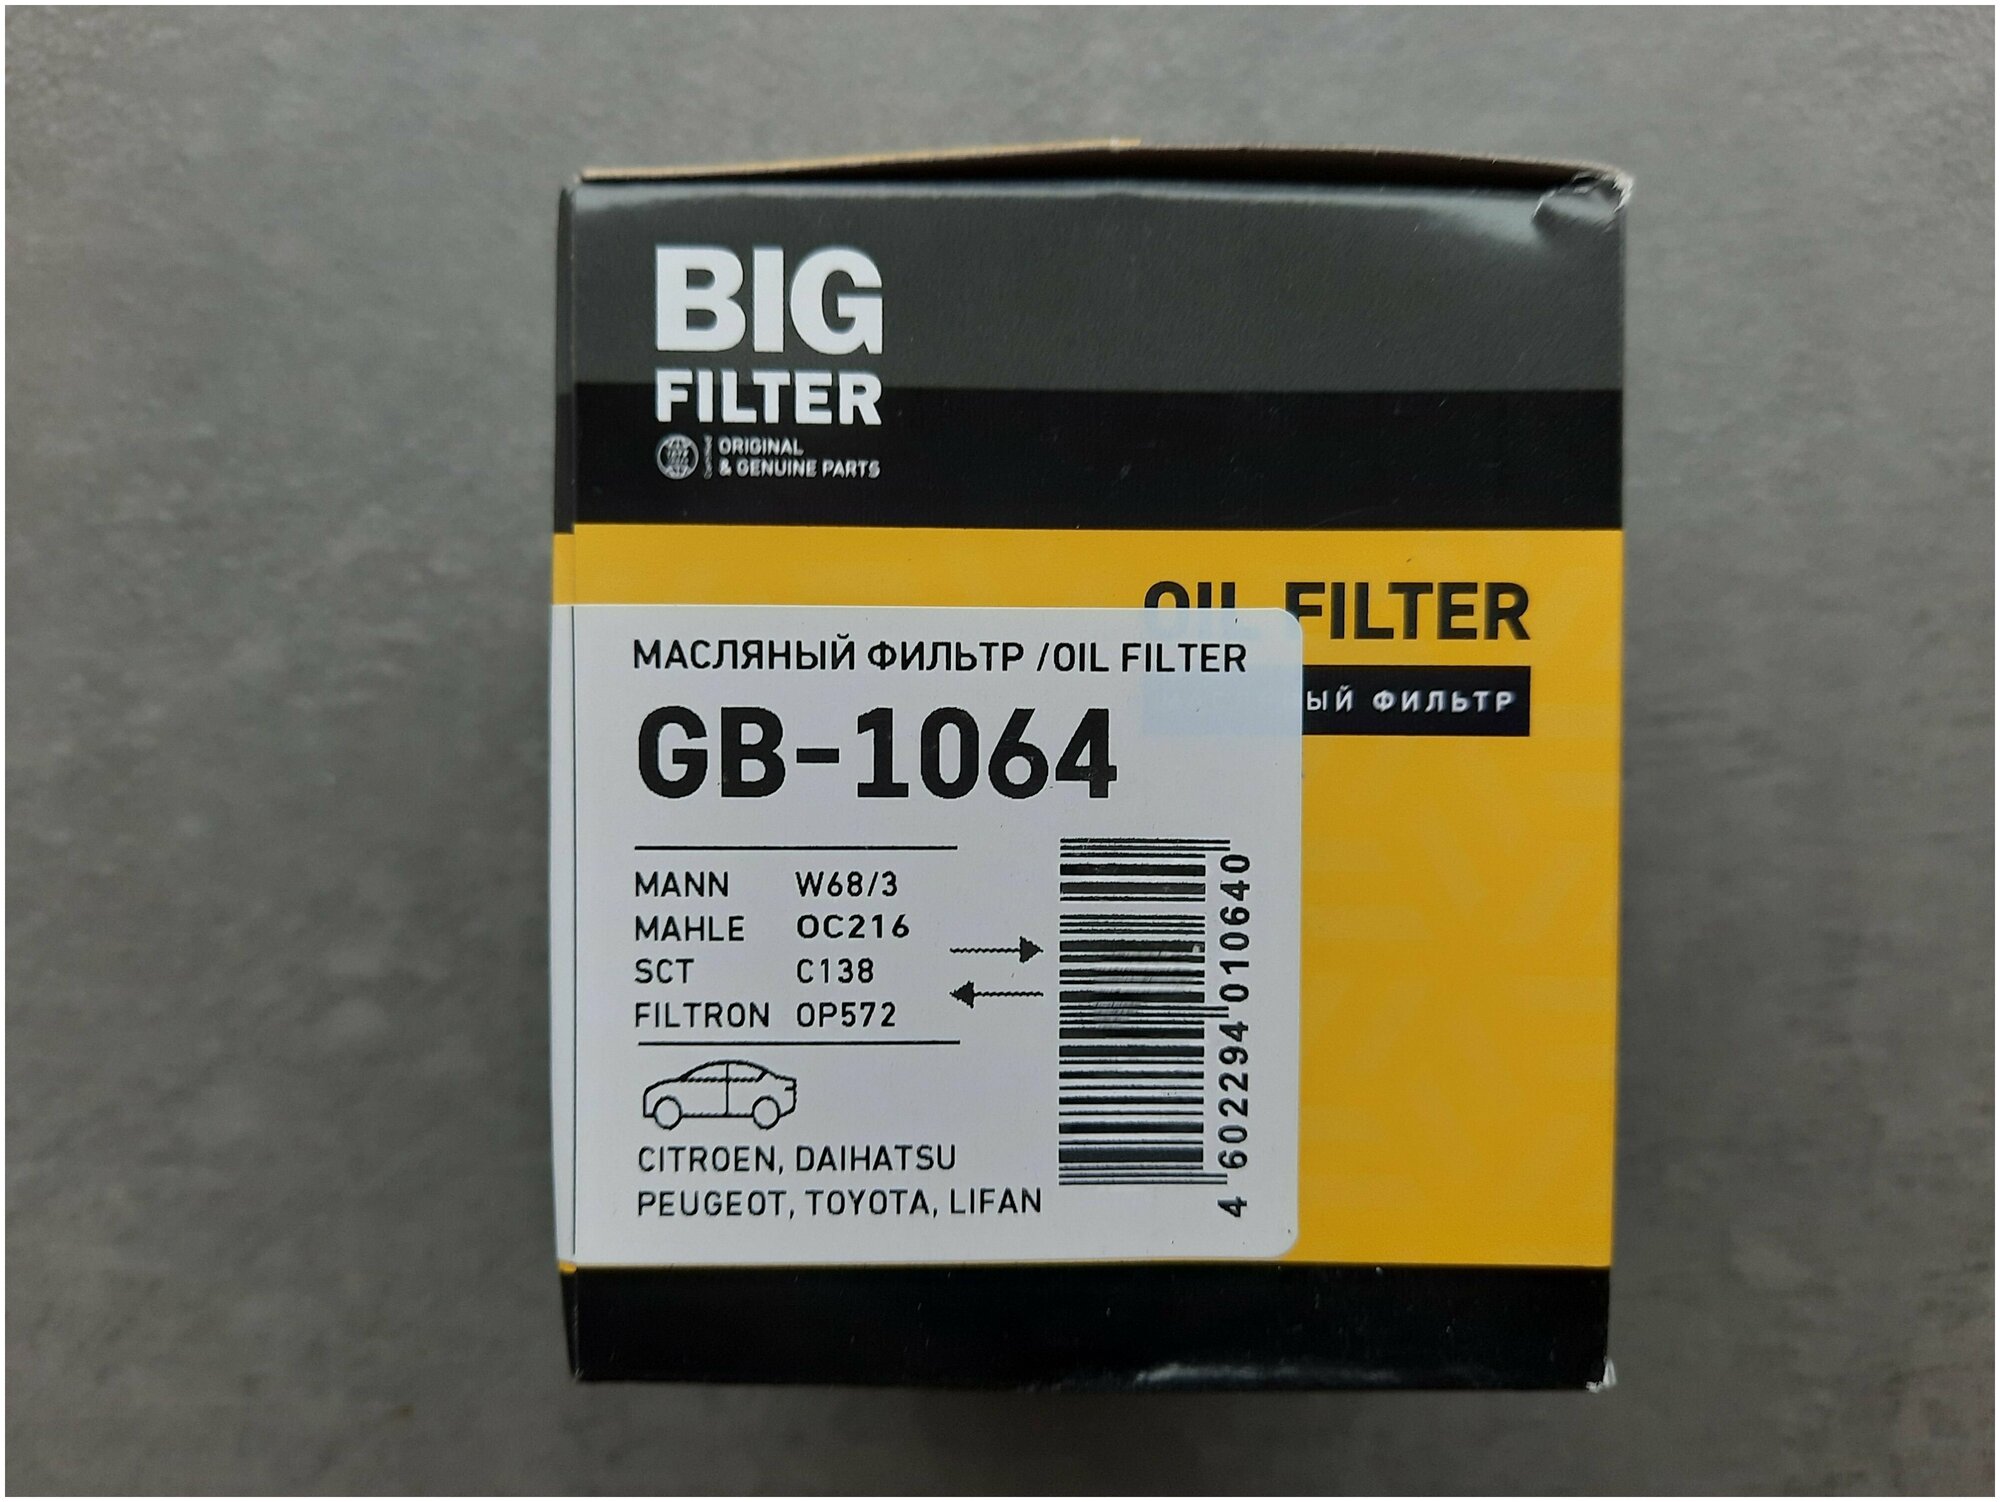 BIG
FILTER
ORIGINAL
& GENUINE PARTS
OIL FILTER
ЫЙ ФИЛЬТР
МАСЛЯНЫЙ ФИЛЬТР /OIL FILTER
GB-1064
MANN W68/3
MAHLE OC216
SCT C138
FILTRON OP572
CITROEN, DAIHATSU
PEUGEOT, TOYOTA, LIFAN
4 602294 010640